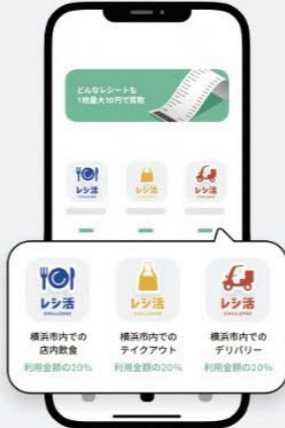 どんなレシートも
1枚最大10円で買取
レシ活
CHALLENGE
レシ活
CHALLENGE
レシ活
CHALLENGE
レシ活
CHALLENGE
横浜市内での
店内飲食
利用金額の20%
レシ活
CHALLENGE
横浜市内での
テイクアウト
利用金額の20%
レシ活
CHALLENGE
横浜市内での
デリバリー
利用金額の20%